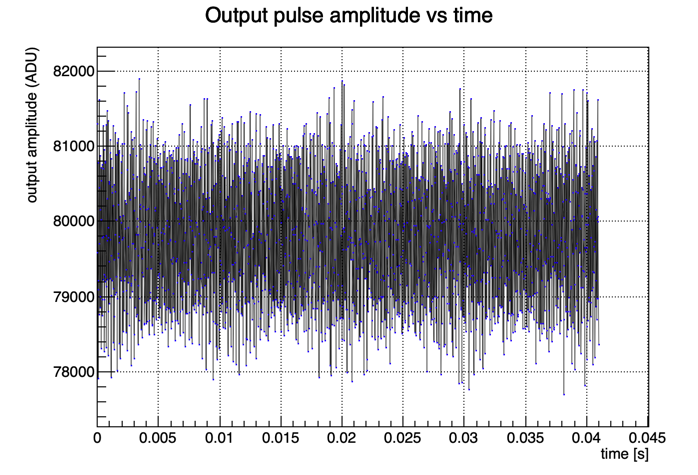 Output pulse amplitude vs time
output amplitude (ADU)
82000
81000
80000
79000
78000
0 0.005 0.01 0.015 0.02 0.025 0.03 0.035 0.04 0.045
time [s]